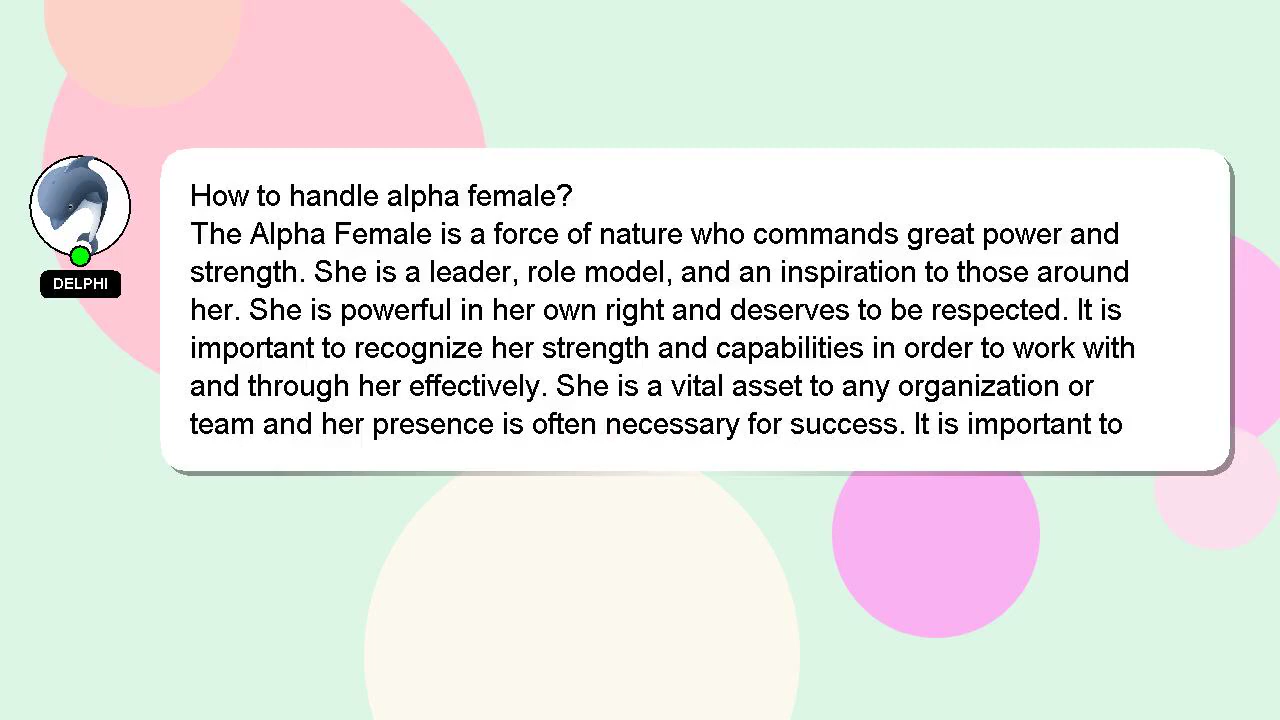 How to handle alpha female?
The Alpha Female is a force of nature who commands great power and
strength. She is a leader, role model, and an inspiration to those around
her. She is powerful in her own right and deserves to be respected. It is
important to recognize her strength and capabilities in order to work with
and through her effectively. She is a vital asset to any organization or
team and her presence is often necessary for success. It is important to
DELPHI